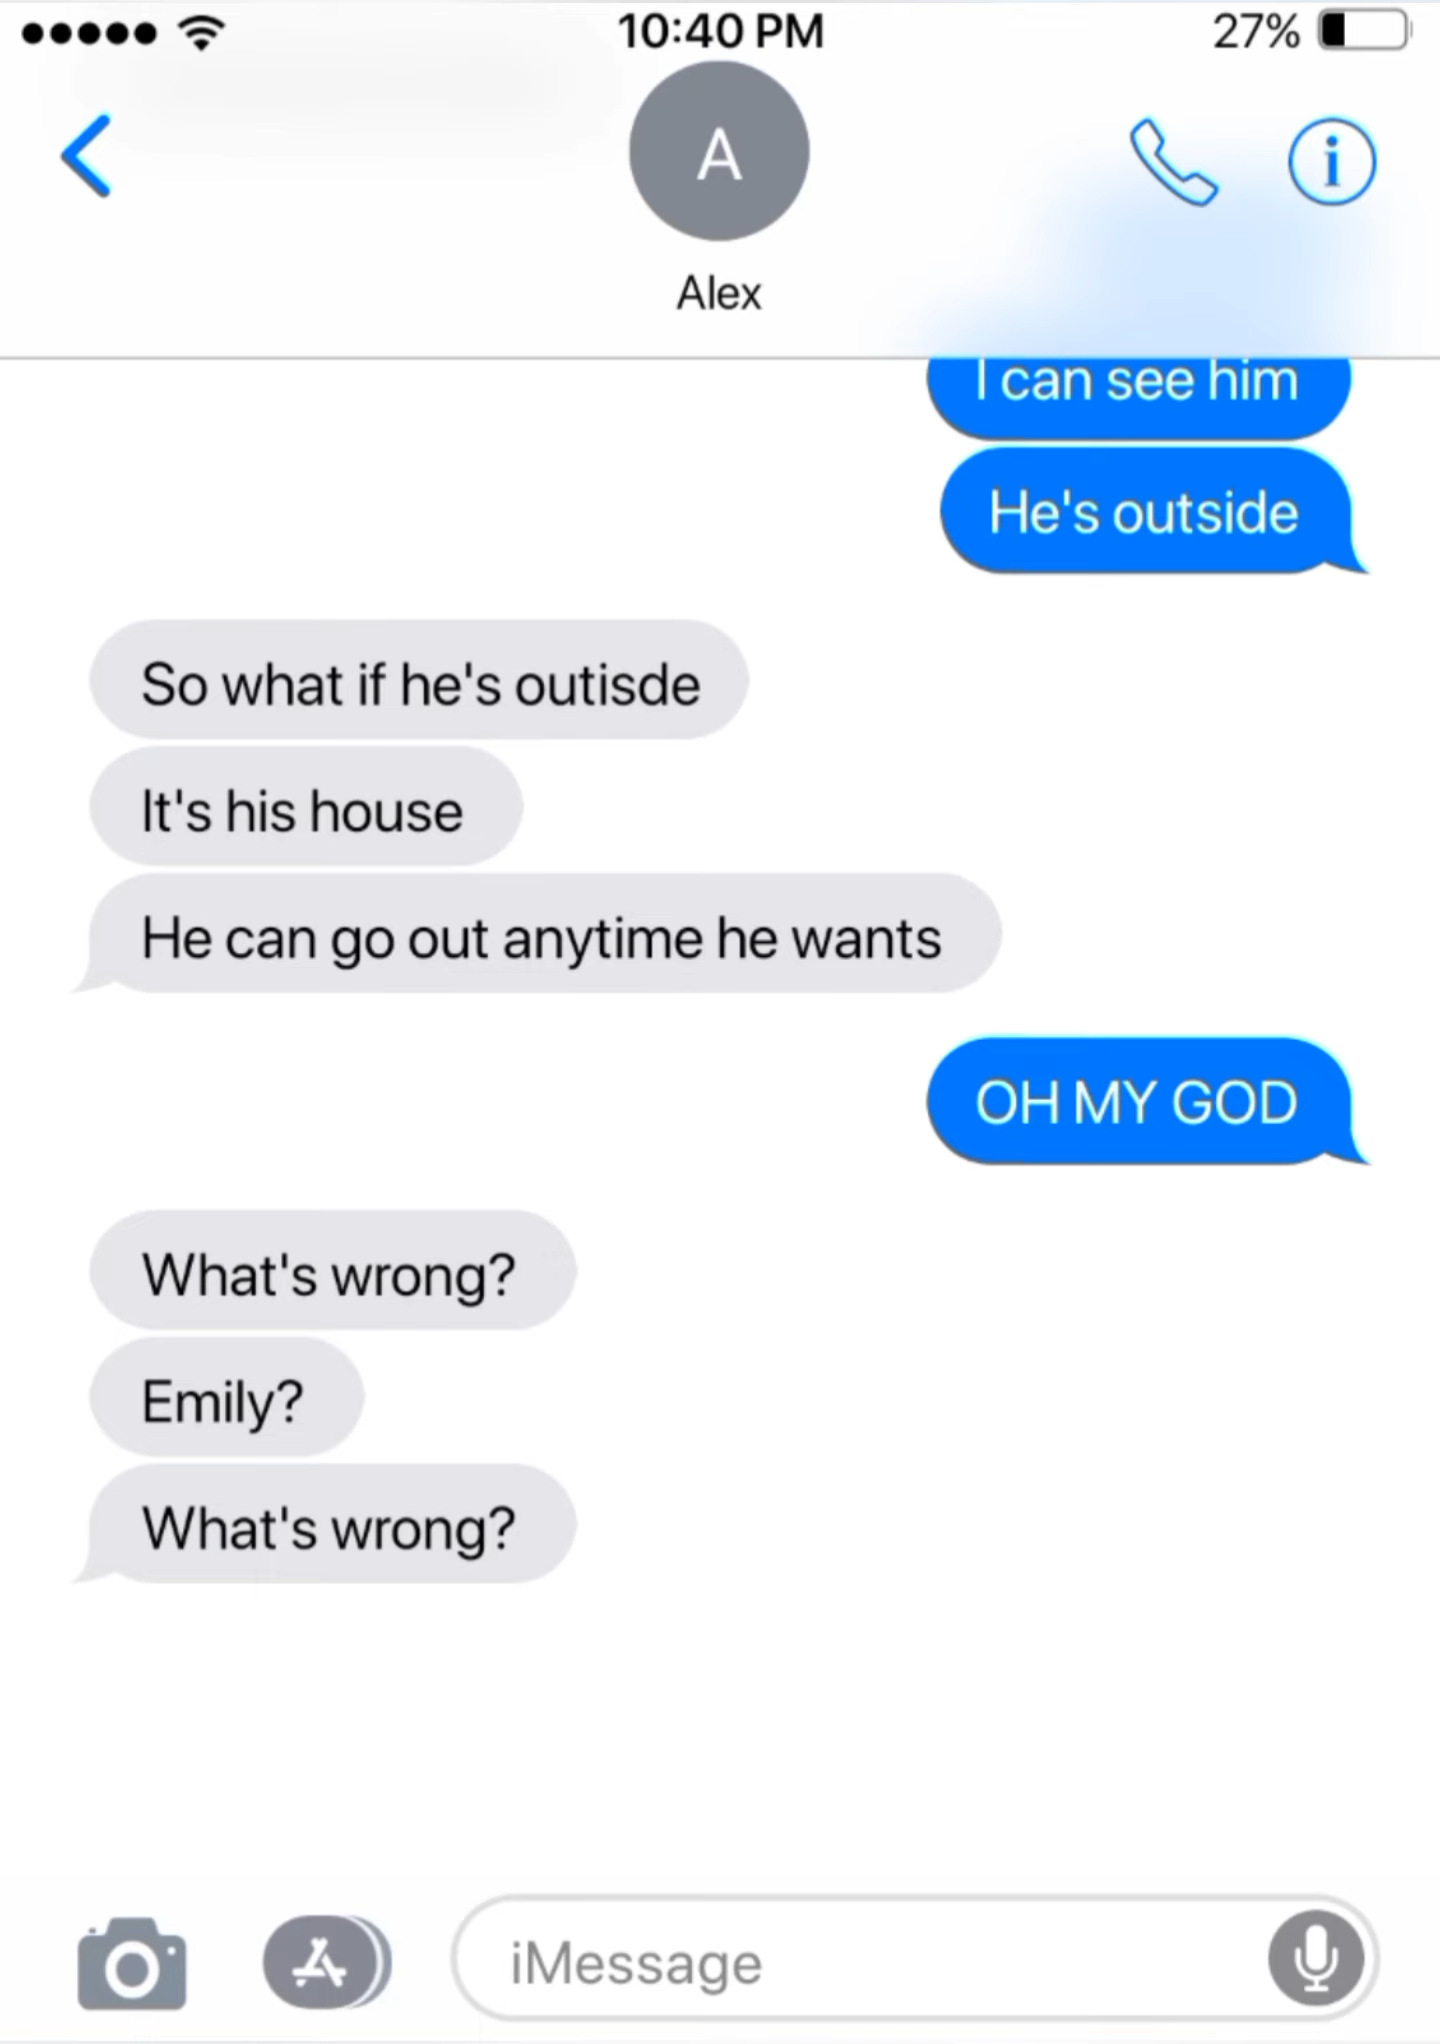 10:40 PM
27%
A
Alex
I can see him
He's outside
So what if he's outisde
It's his house
He can go out anytime he wants
OH MY GOD
What's wrong?
Emily?
What's wrong?
iMessage